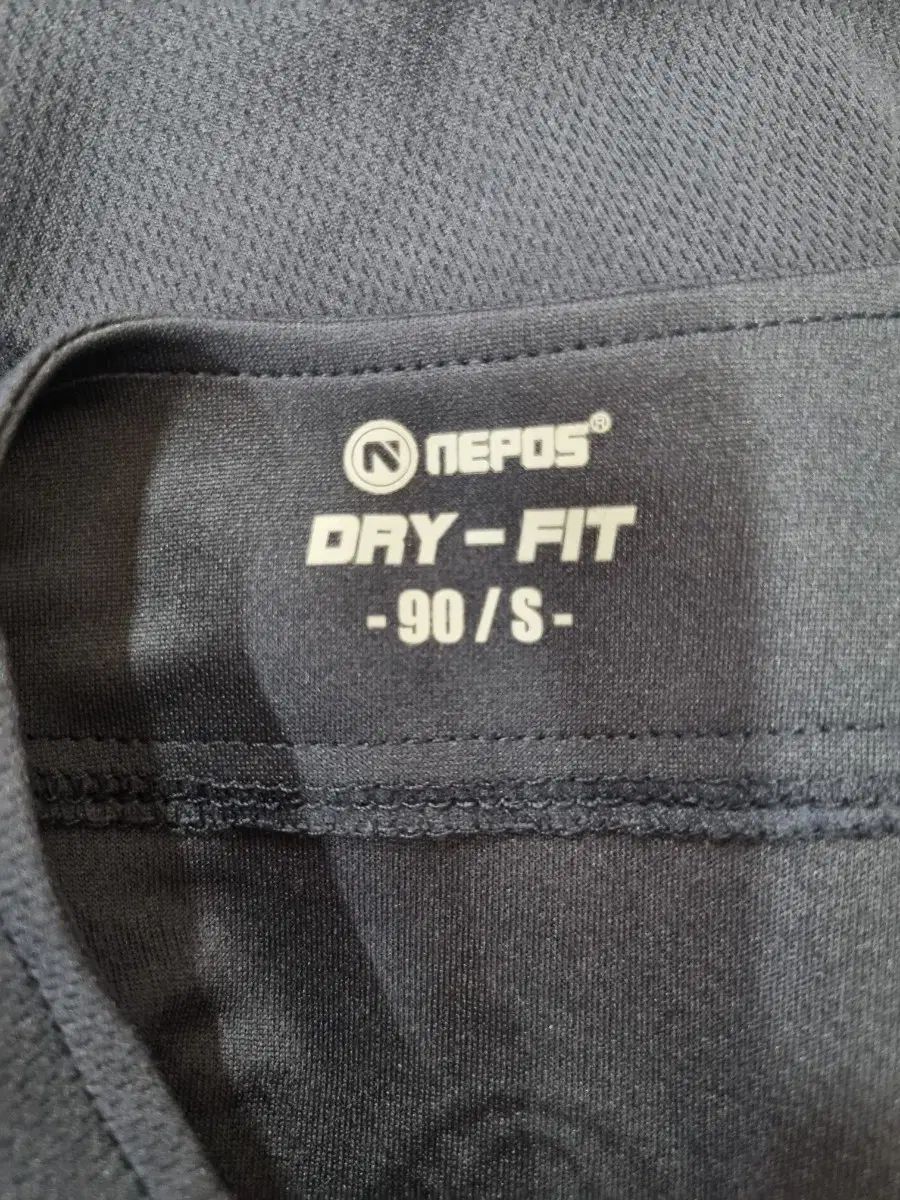 N NEPOS®
DRY - FIT
- 90 / S -